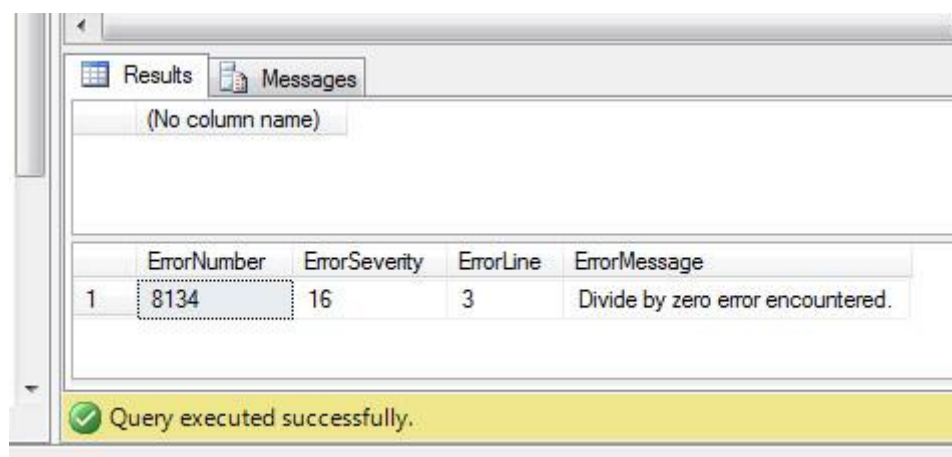 Results Messages
(No column name)
ErrorNumber ErrorSeverity ErrorLine ErrorMessage
1 8134 16 3 Divide by zero error encountered.
Query executed successfully.